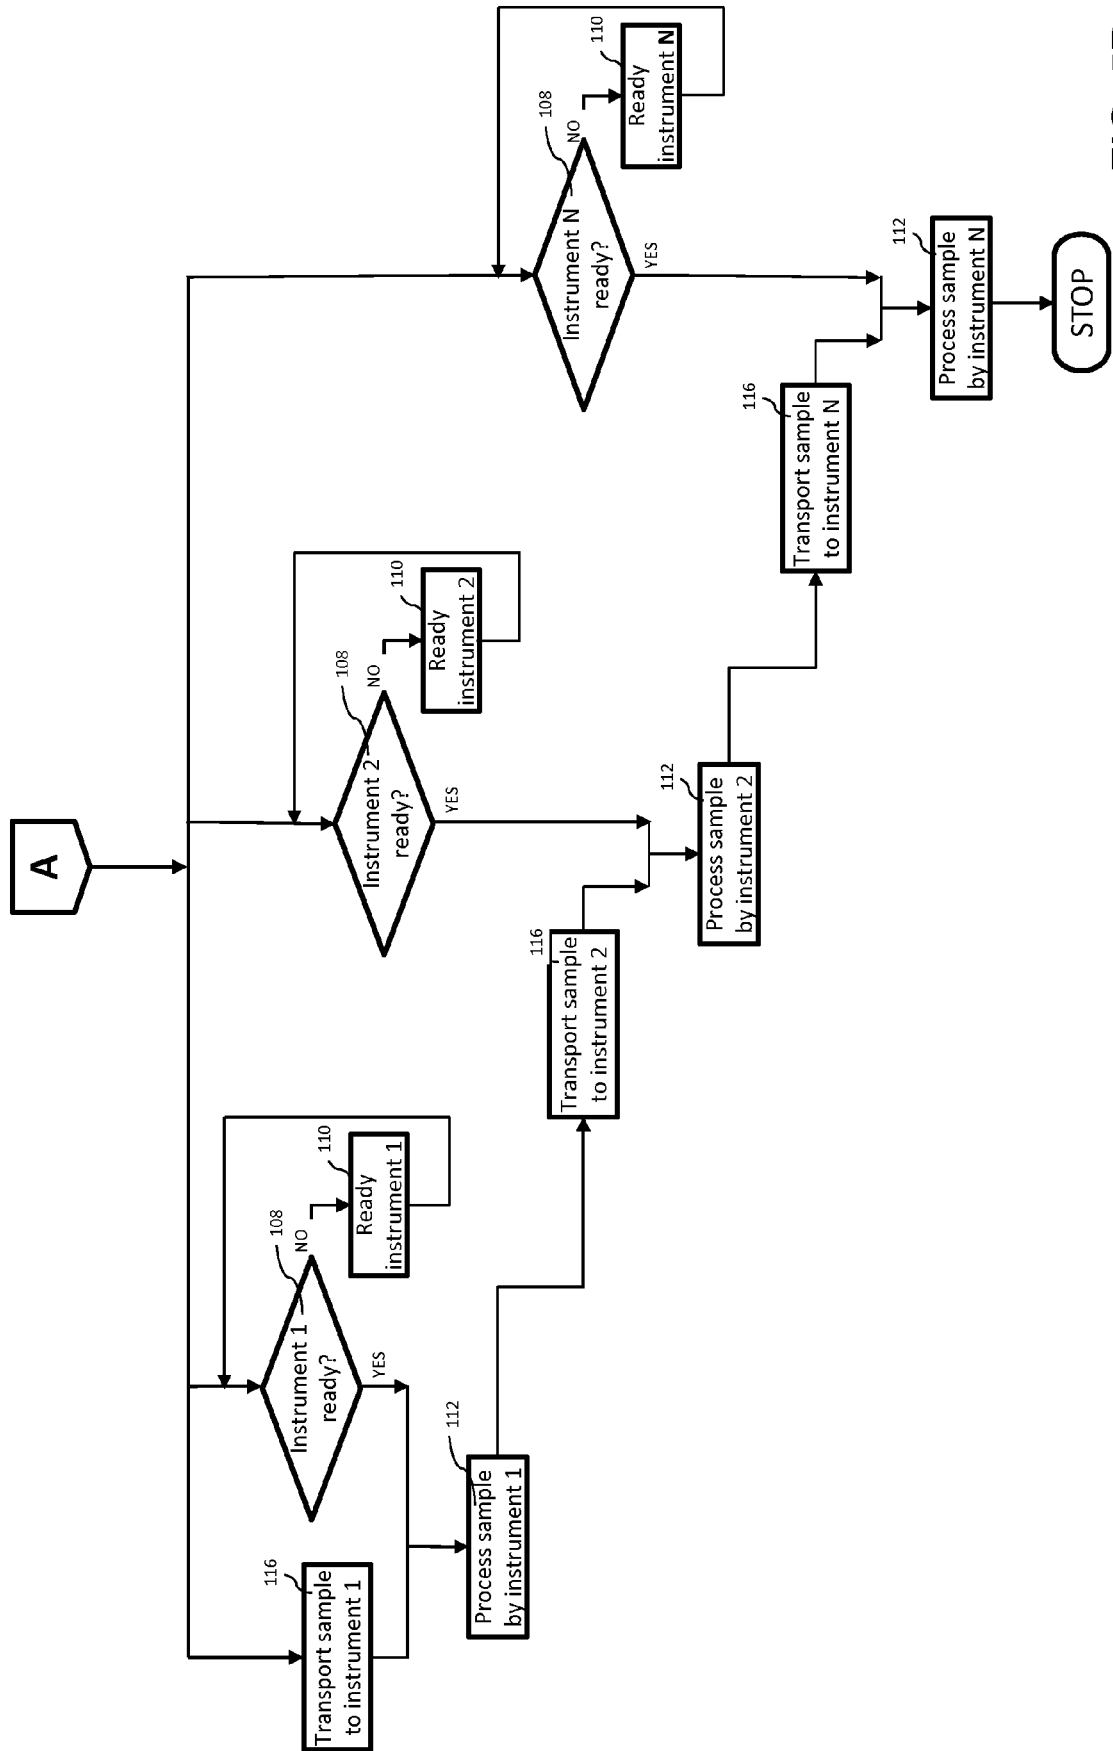 A
116
Transport sample
to instrument 1
108
Instrument 1
ready?
NO
YES
110
Ready
instrument 1
112
Process sample
by instrument 1
116
Transport sample
to instrument 2
108
Instrument 2
ready?
NO
YES
110
Ready
instrument 2
112
Process sample
by instrument 2
116
Transport sample
to instrument N
108
Instrument N
ready?
NO
YES
110
Ready
instrument N
112
Process sample
by instrument N
STOP